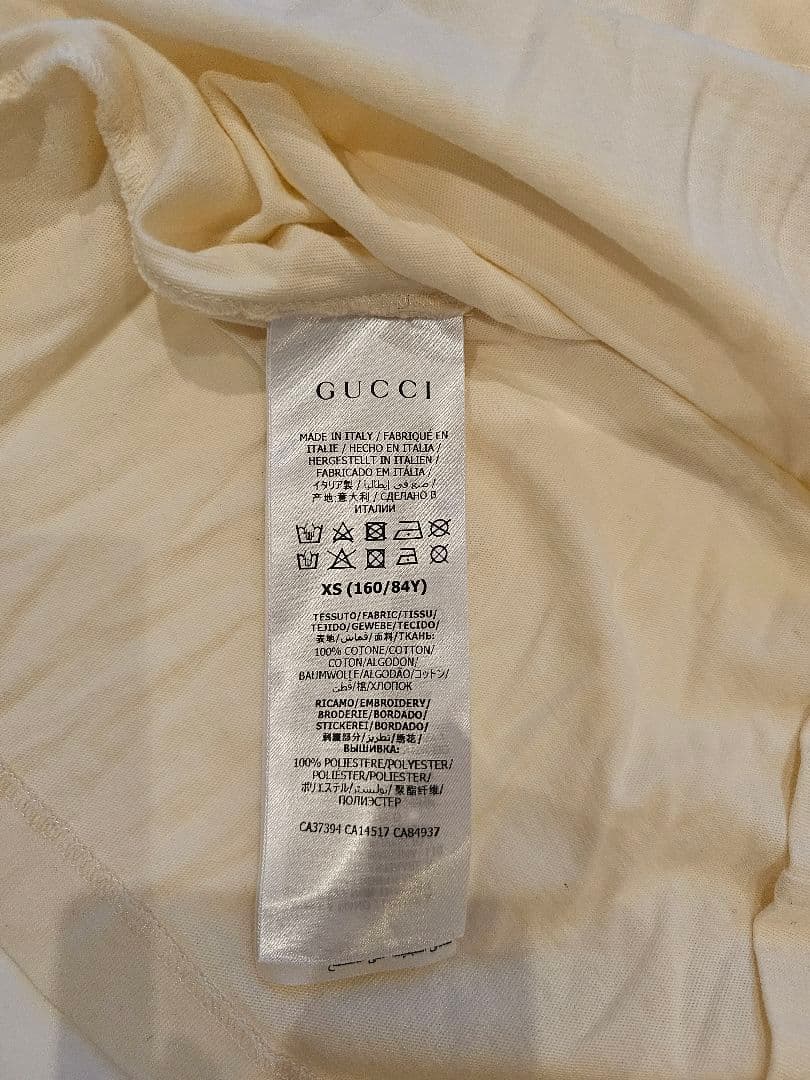 GUCCI
MADE IN ITALY / FABRIQUÉ EN
ITALIE / HECHO EN ITALIA /
HERGESTELLT IN ITALIEN /
FABRICADO EM ITÁLIA /
イタリア製 / صنع في إيطاليا /
产地:意大利 / СДЕЛАНО В
ИТАЛИИ
XS (160/84Y)
TESSUTO/FABRIC/TISSU/
TEJIDO/GEWEBE/TECIDO/
表地/قماش/面料/ТКАНЬ:
100% COTONE/COTTON/
COTON/ALGODON/
BAUMWOLLE/ALGODÃO/コットン/
قطن/棉/ХЛОПОК
RICAMO/EMBROIDERY/
BRODERIE/BORDADO/
STICKEREI/BORDADO/
刺繍部分/تطريز/绣花/
ВЫШИВКА:
100% POLIESTERE/POLYESTER/
POLIESTER/POLIESTER/
ポリエステル/بوليستر/聚酯纤维/
ПОЛИЭСТЕР
CA37394 CA14517 CA84937